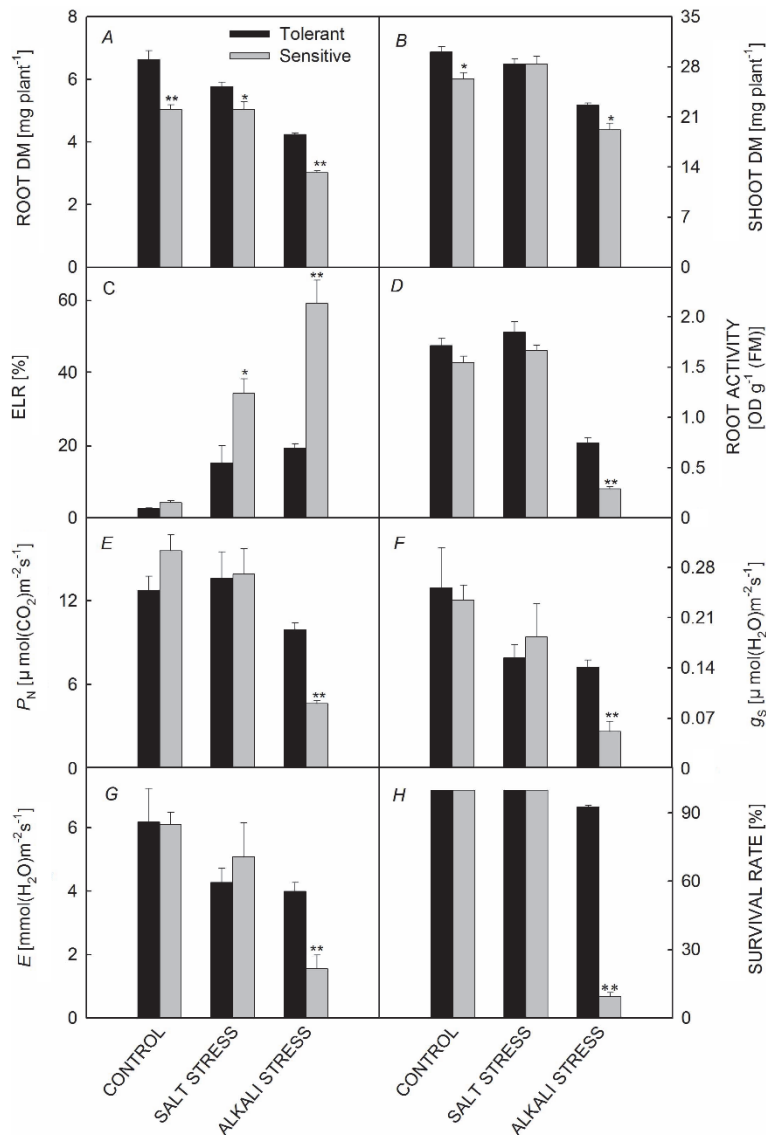 A
Tolerant
Sensitive
ROOT DM [mg plant⁻¹]
8
6
4
2
0
**
*
**
B
SHOOT DM [mg plant⁻¹]
35
28
21
14
7
0
*
*
C
ELR [%]
60
40
20
0
*
**
D
ROOT ACTIVITY
[OD g⁻¹ (FM)]
2.0
1.5
1.0
0.5
0.0
**
E
P_N [μ mol(CO₂)m⁻²s⁻¹]
12
6
0
**
F
g_S [μ mol(H₂O)m⁻²s⁻¹]
0.28
0.21
0.14
0.07
0
**
G
E [mmol(H₂O)m⁻²s⁻¹]
6
4
2
0
**
H
SURVIVAL RATE [%]
90
60
30
0
**
CONTROL
SALT STRESS
ALKALI STRESS
CONTROL
SALT STRESS
ALKALI STRESS